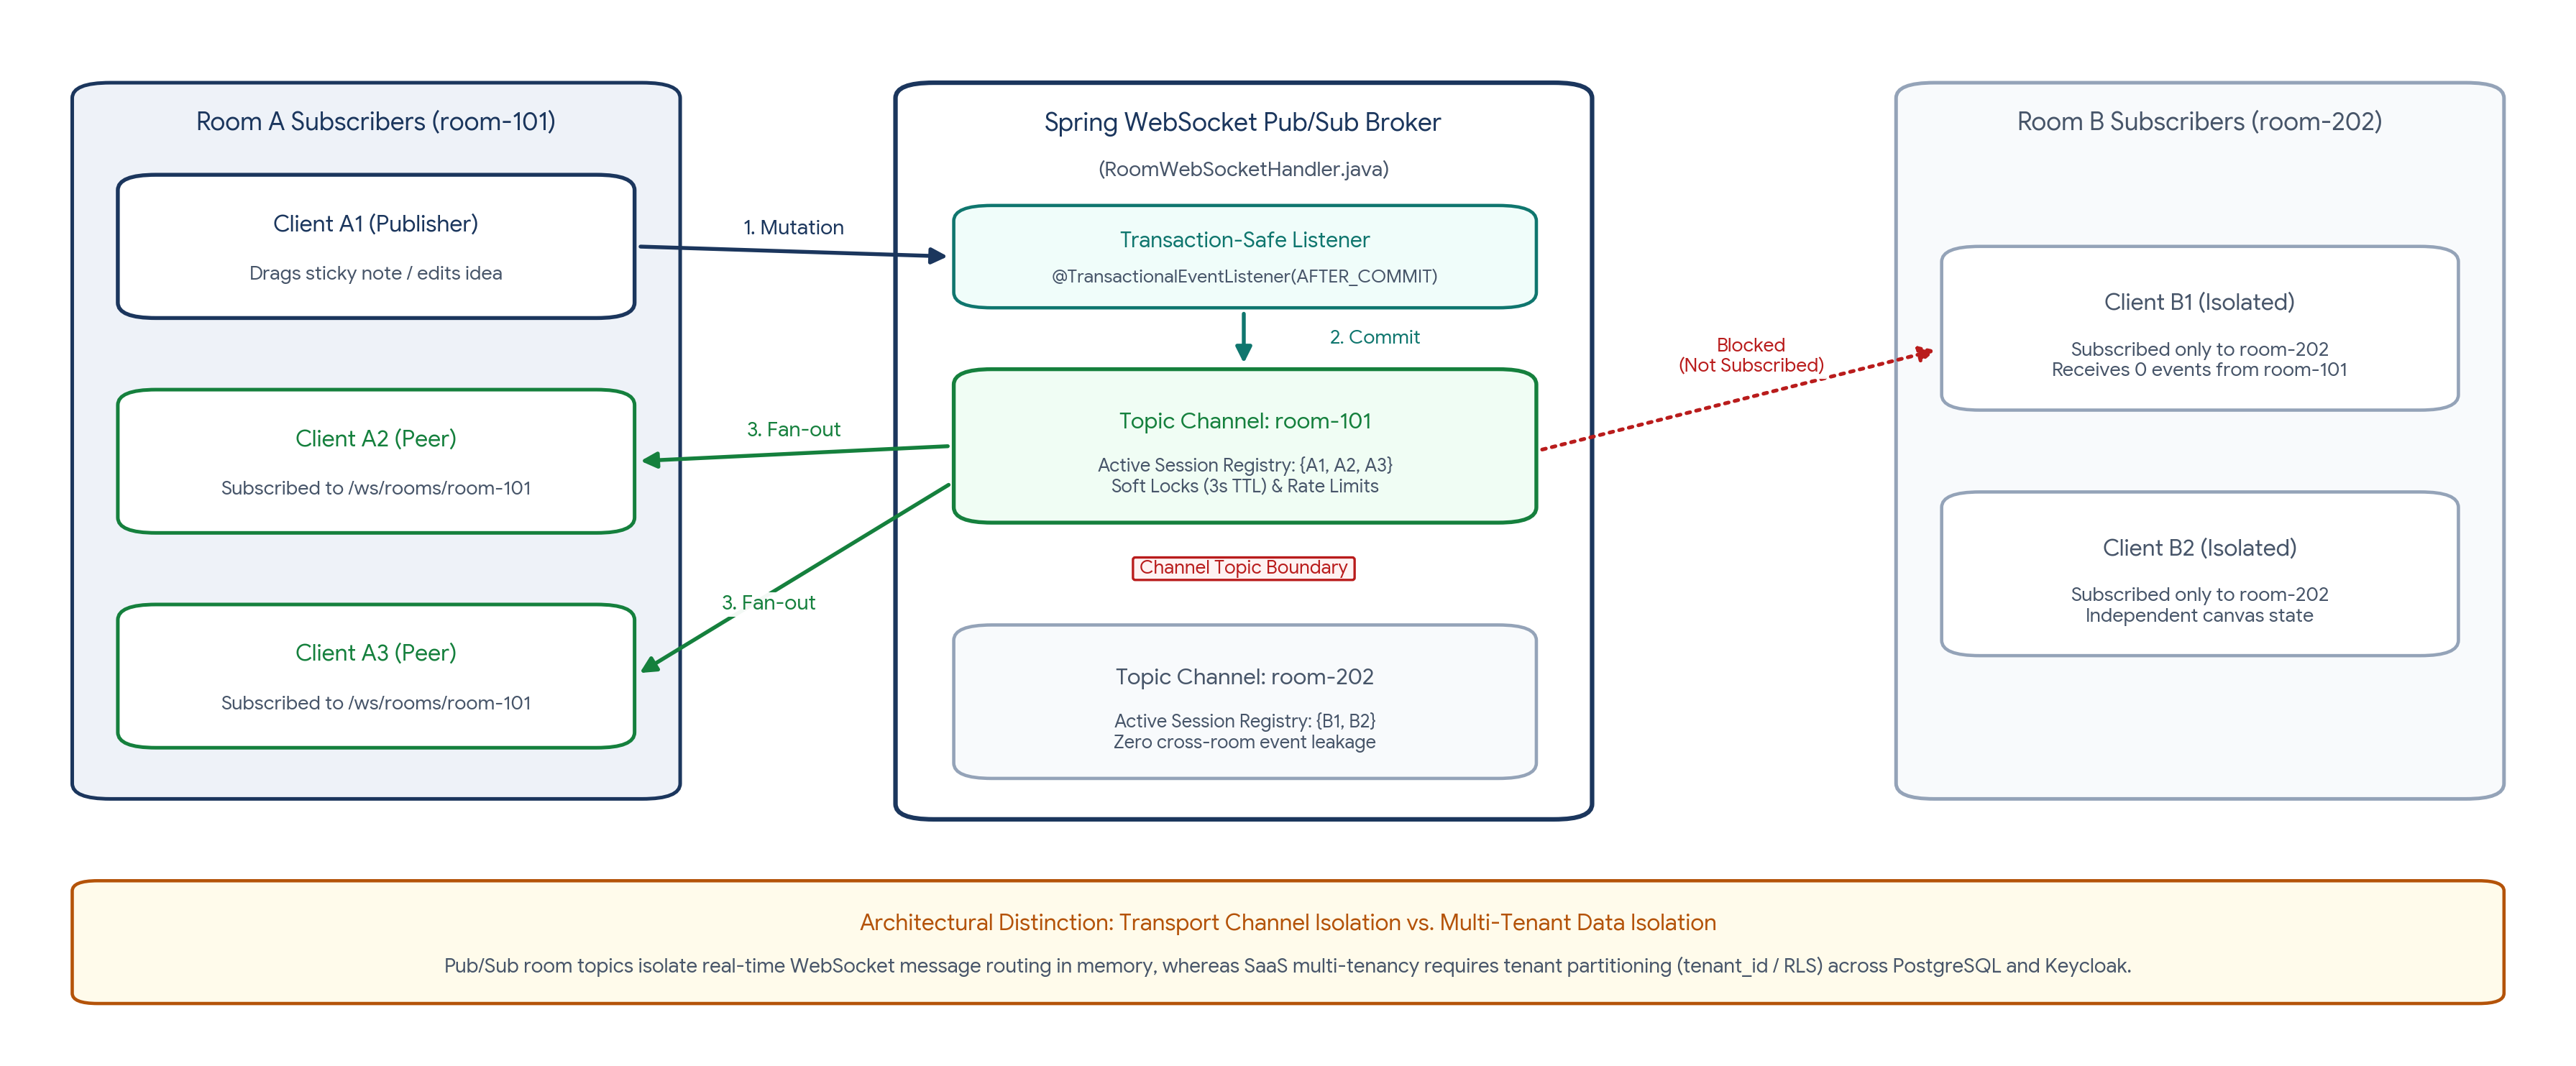 Room A Subscribers (room-101)
Client A1 (Publisher)
Drags sticky note / edits idea
Client A2 (Peer)
Subscribed to /ws/rooms/room-101
Client A3 (Peer)
Subscribed to /ws/rooms/room-101
1. Mutation
3. Fan-out
3. Fan-out
Spring WebSocket Pub/Sub Broker
(RoomWebSocketHandler.java)
Transaction-Safe Listener
@TransactionalEventListener(AFTER_COMMIT)
2. Commit
Topic Channel: room-101
Active Session Registry: {A1, A2, A3}
Soft Locks (3s TTL) & Rate Limits
Channel Topic Boundary
Topic Channel: room-202
Active Session Registry: {B1, B2}
Zero cross-room event leakage
Blocked
(Not Subscribed)
Room B Subscribers (room-202)
Client B1 (Isolated)
Subscribed only to room-202
Receives 0 events from room-101
Client B2 (Isolated)
Subscribed only to room-202
Independent canvas state
Architectural Distinction: Transport Channel Isolation vs. Multi-Tenant Data Isolation
Pub/Sub room topics isolate real-time WebSocket message routing in memory, whereas SaaS multi-tenancy requires tenant partitioning (tenant_id / RLS) across PostgreSQL and Keycloak.